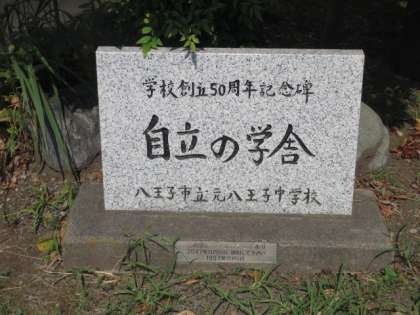 学校創立50周年記念碑
自立の学舎
八王子市立元八王子中学校